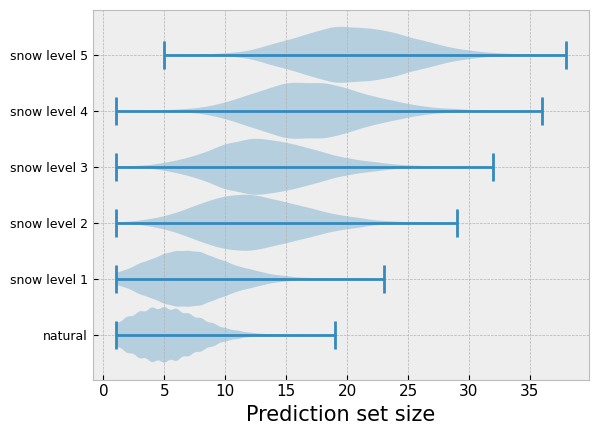 snow level 5
snow level 4
snow level 3
snow level 2
snow level 1
natural
0 5 10 15 20 25 30 35
Prediction set size